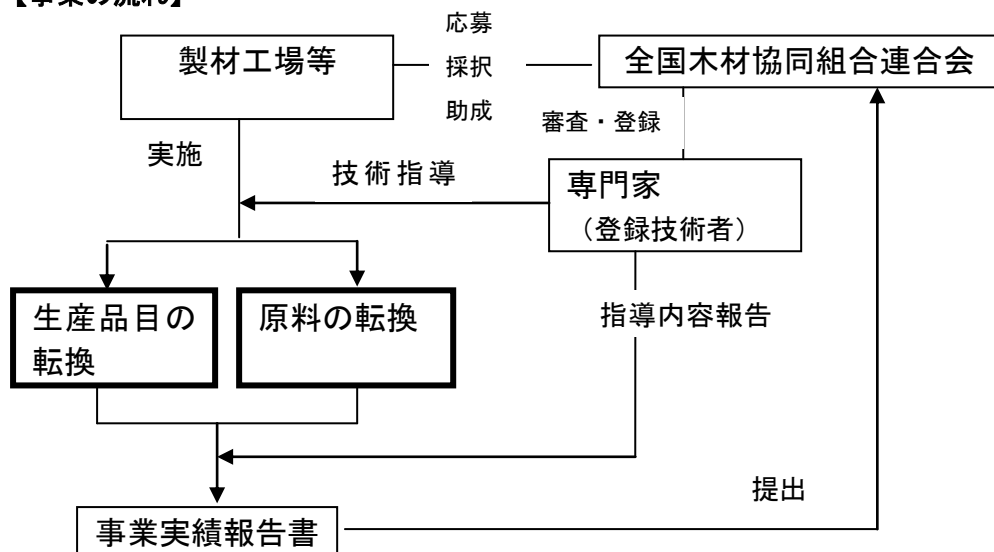 【事業の流れ】
応募
製材工場等
採択
全国木材協同組合連合会
助成
審査・登録
実施
技術指導
専門家
（登録技術者）
生産品目の
転換
原料の転換
指導内容報告
提出
事業実績報告書